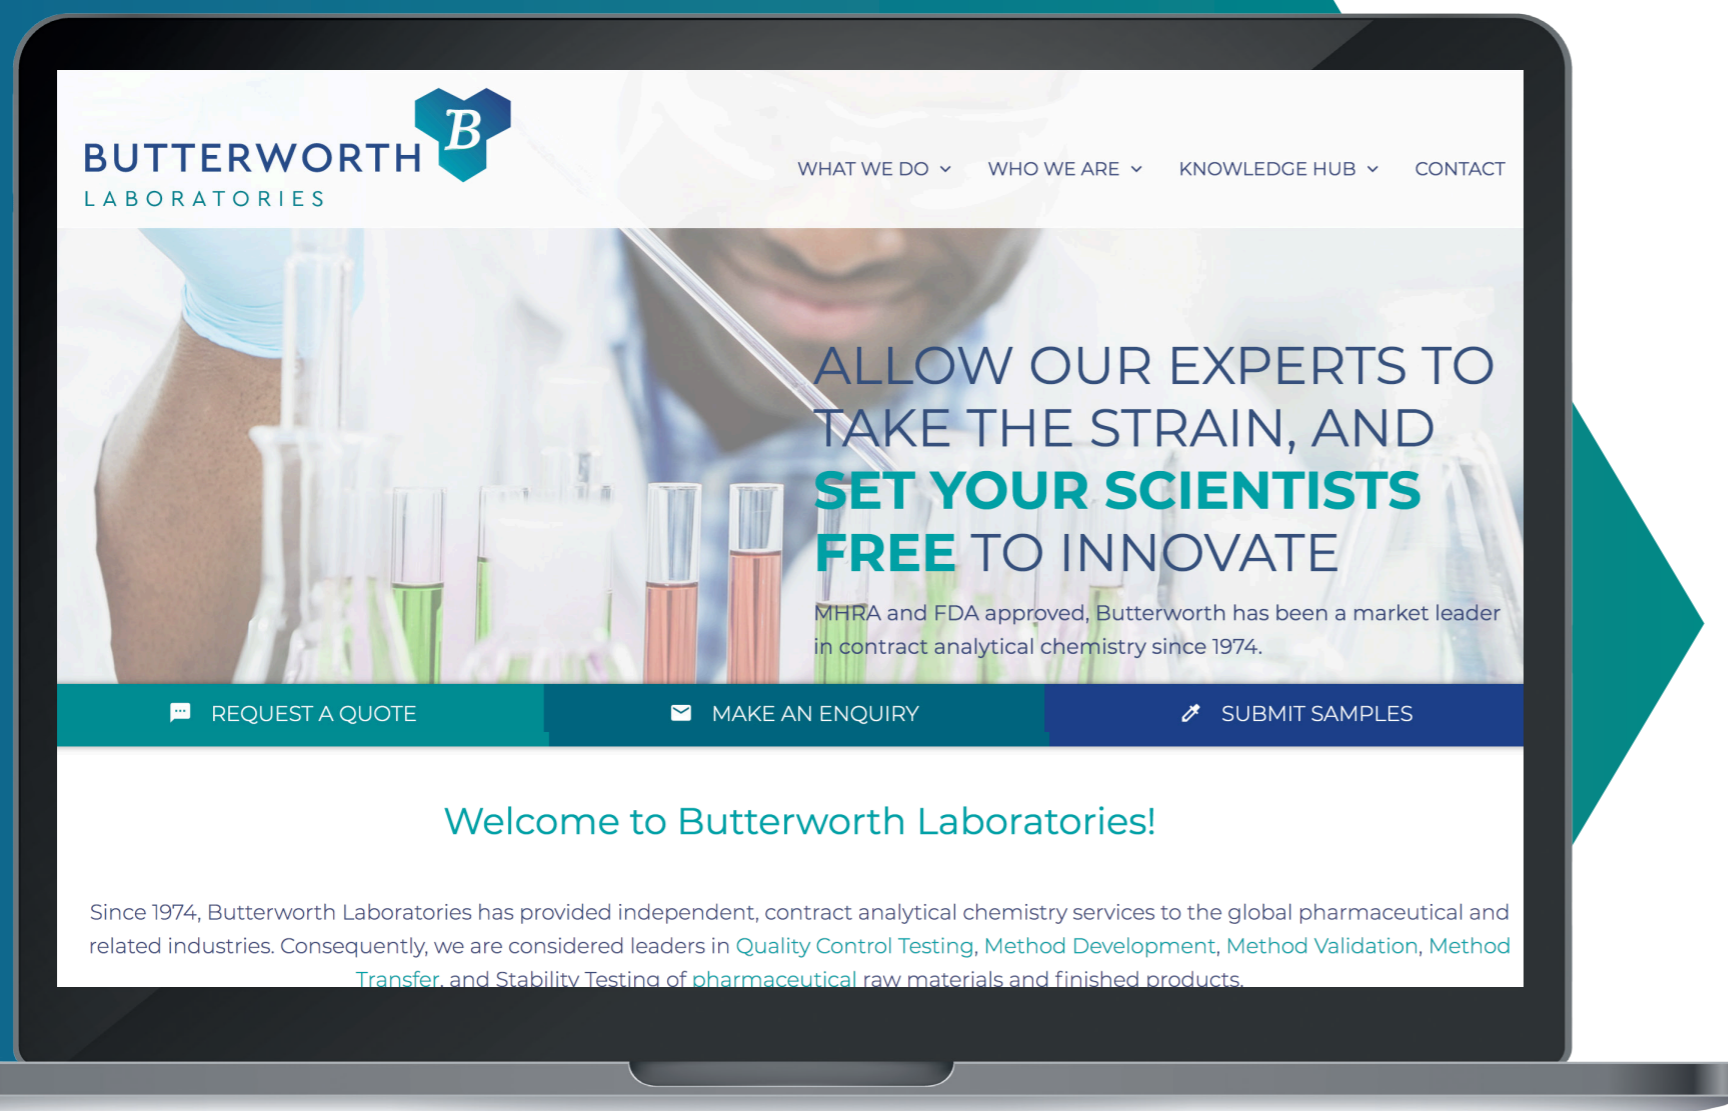 BUTTERWORTH
B
LABORATORIES
WHAT WE DO
WHO WE ARE
KNOWLEDGE HUB
CONTACT
ALLOW OUR EXPERTS TO
TAKE THE STRAIN, AND
SET YOUR SCIENTISTS
FREE TO INNOVATE
MHRA and FDA approved, Butterworth has been a market leader
in contract analytical chemistry since 1974.
REQUEST A QUOTE
MAKE AN ENQUIRY
SUBMIT SAMPLES
Welcome to Butterworth Laboratories!
Since 1974, Butterworth Laboratories has provided independent, contract analytical chemistry services to the global pharmaceutical and
related industries. Consequently, we are considered leaders in Quality Control Testing, Method Development, Method Validation, Method
Transfer, and Stability Testing of pharmaceutical raw materials and finished products.